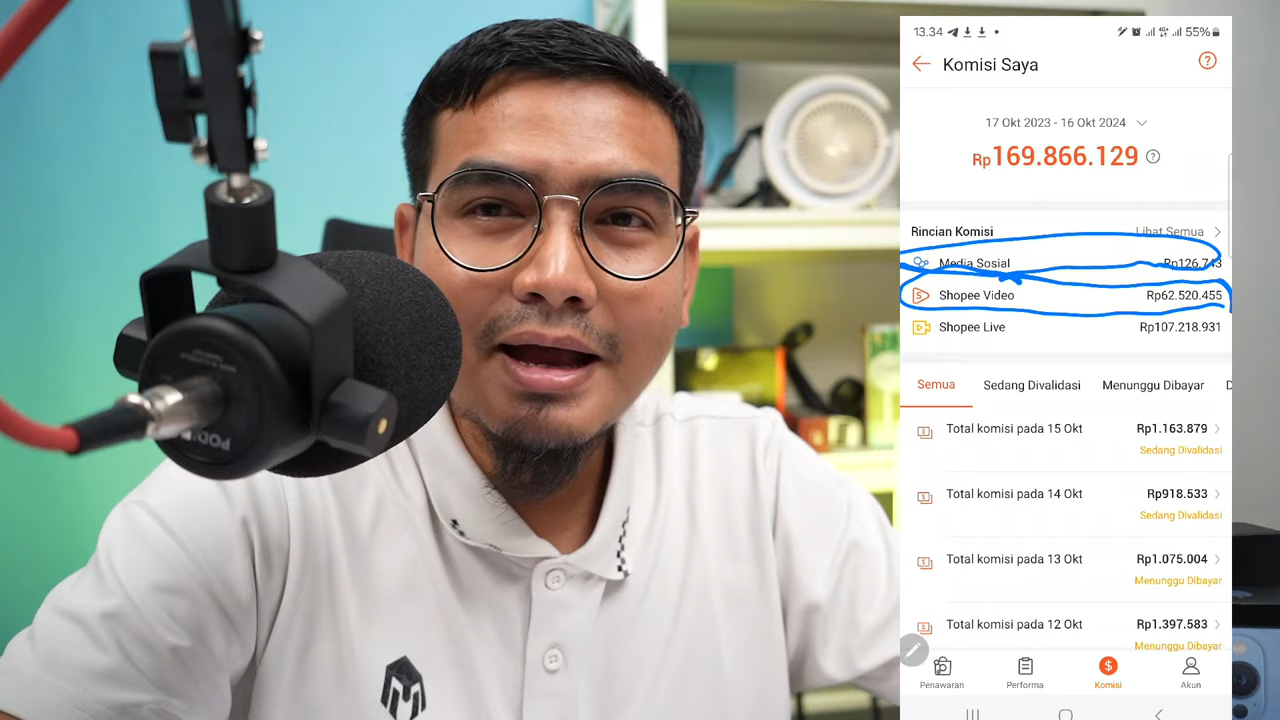 13.34
55%
Komisi Saya
17 Okt 2023 - 16 Okt 2024
Rp169.866.129
Rincian Komisi
Lihat Semua
Media Sosial
Rp126.743
Shopee Video
Rp62.520.455
Shopee Live
Rp107.218.931
Semua
Sedang Divalidasi
Menunggu Dibayar
D
Total komisi pada 15 Okt
Rp1.163.879
Sedang Divalidasi
Total komisi pada 14 Okt
Rp918.533
Sedang Divalidasi
Total komisi pada 13 Okt
Rp1.075.004
Menunggu Dibayar
Total komisi pada 12 Okt
Rp1.397.583
Menunggu Dibayar
Penawaran
Performa
Komisi
Akun